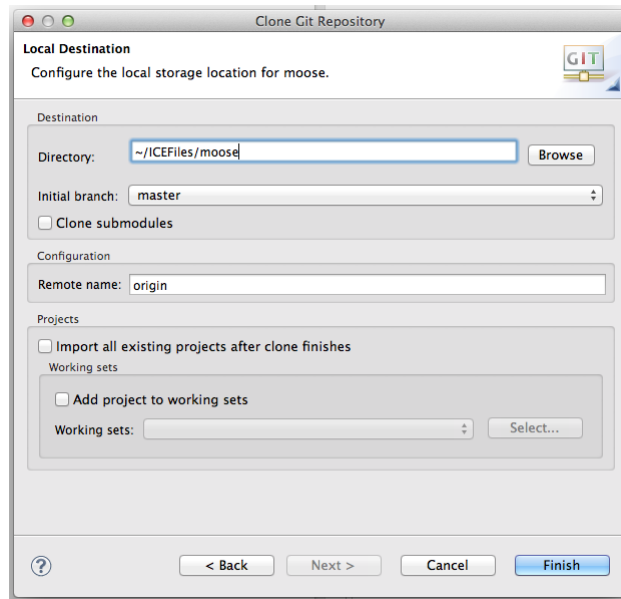 Clone Git Repository
Local Destination
Configure the local storage location for moose.
GIT
Destination
Directory: ~/ICEFiles/moose Browse
Initial branch: master
Clone submodules
Configuration
Remote name: origin
Projects
Import all existing projects after clone finishes
Working sets
Add project to working sets
Working sets: Select...
? < Back Next > Cancel Finish